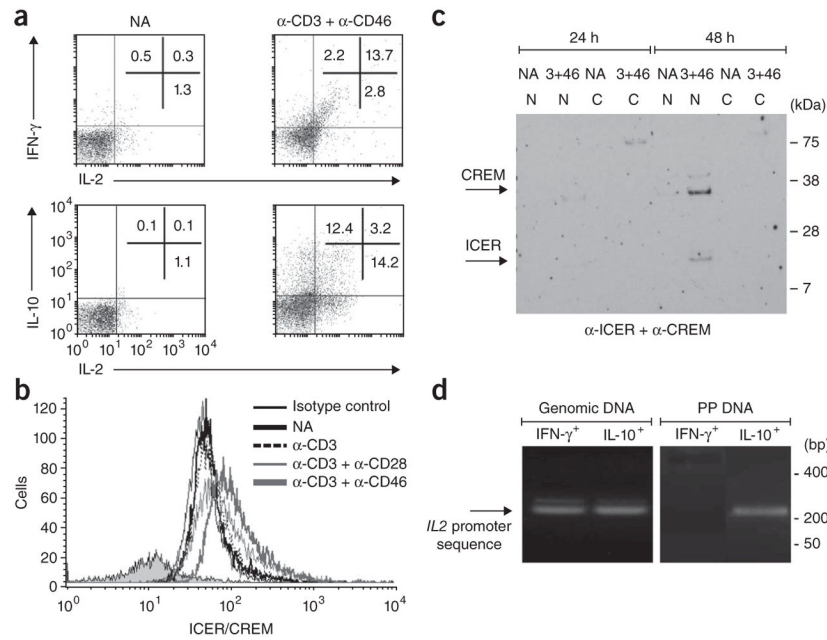 a
NA
α-CD3 + α-CD46
0.5 0.3
1.3
2.2 13.7
2.8
IFN-γ
IL-2
0.1 0.1
1.1
12.4 3.2
14.2
10⁴
10³
10²
10¹
10⁰
IL-10
10⁰ 10¹ 10² 10³ 10⁴
IL-2
b
120
100
80
60
40
20
0
Cells
Isotype control
NA
α-CD3
α-CD3 + α-CD28
α-CD3 + α-CD46
10⁰ 10¹ 10² 10³ 10⁴
ICER/CREM
c
24 h 48 h
NA 3+46 NA 3+46 NA 3+46 NA 3+46
N N C C N N C C
(kDa)
- 75
CREM
- 38
- 28
ICER
- 7
α-ICER + α-CREM
d
Genomic DNA PP DNA
IFN-γ⁺ IL-10⁺ IFN-γ⁺ IL-10⁺
(bp)
- 400
- 200
- 50
IL2 promoter
sequence